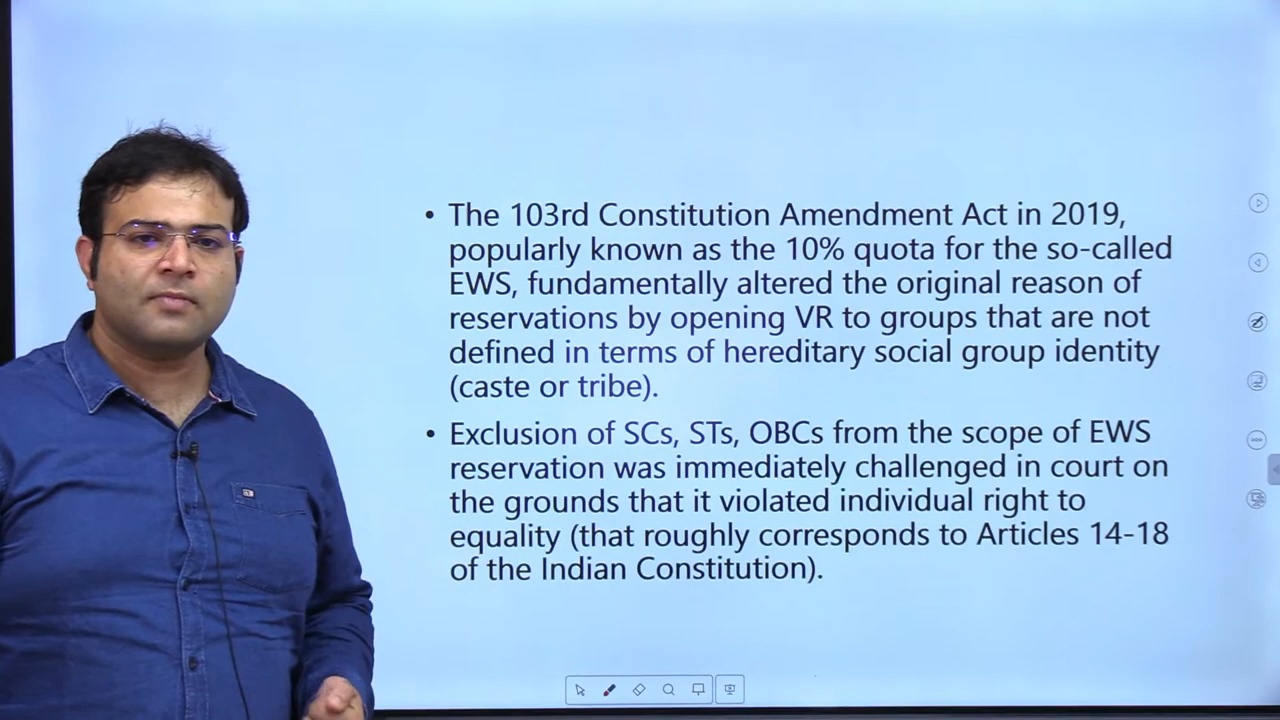 • The 103rd Constitution Amendment Act in 2019,
popularly known as the 10% quota for the so-called
EWS, fundamentally altered the original reason of
reservations by opening VR to groups that are not
defined in terms of hereditary social group identity
(caste or tribe).
• Exclusion of SCs, STs, OBCs from the scope of EWS
reservation was immediately challenged in court on
the grounds that it violated individual right to
equality (that roughly corresponds to Articles 14-18
of the Indian Constitution).